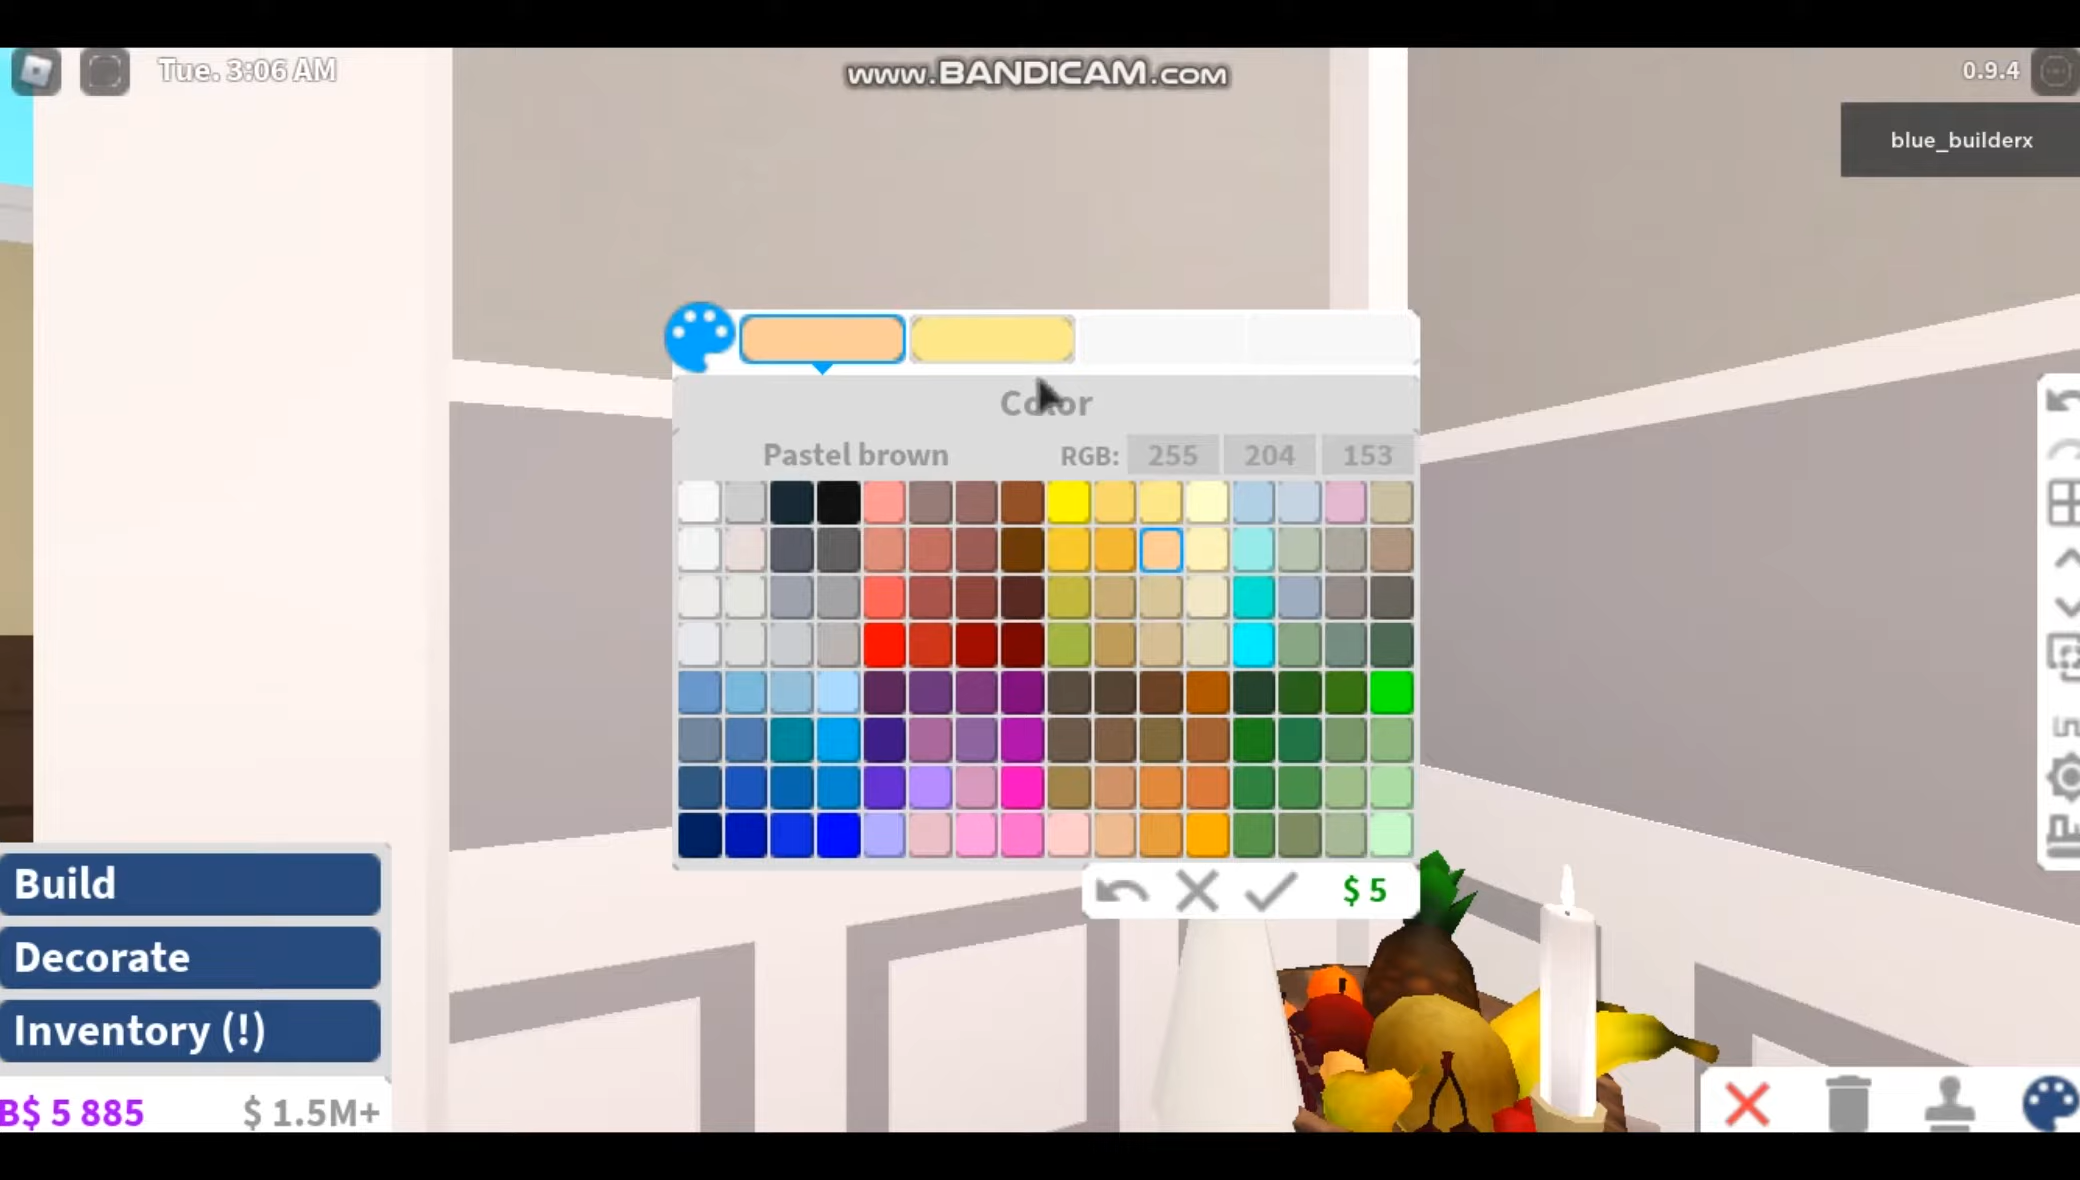 Tue. 3:06 AM
www.BANDICAM.com
0.9.4
blue_builderx
Color
Pastel brown RGB: 255 204 153
$ 5
Build
Decorate
Inventory (!)
B$ 5 885 $ 1.5M+